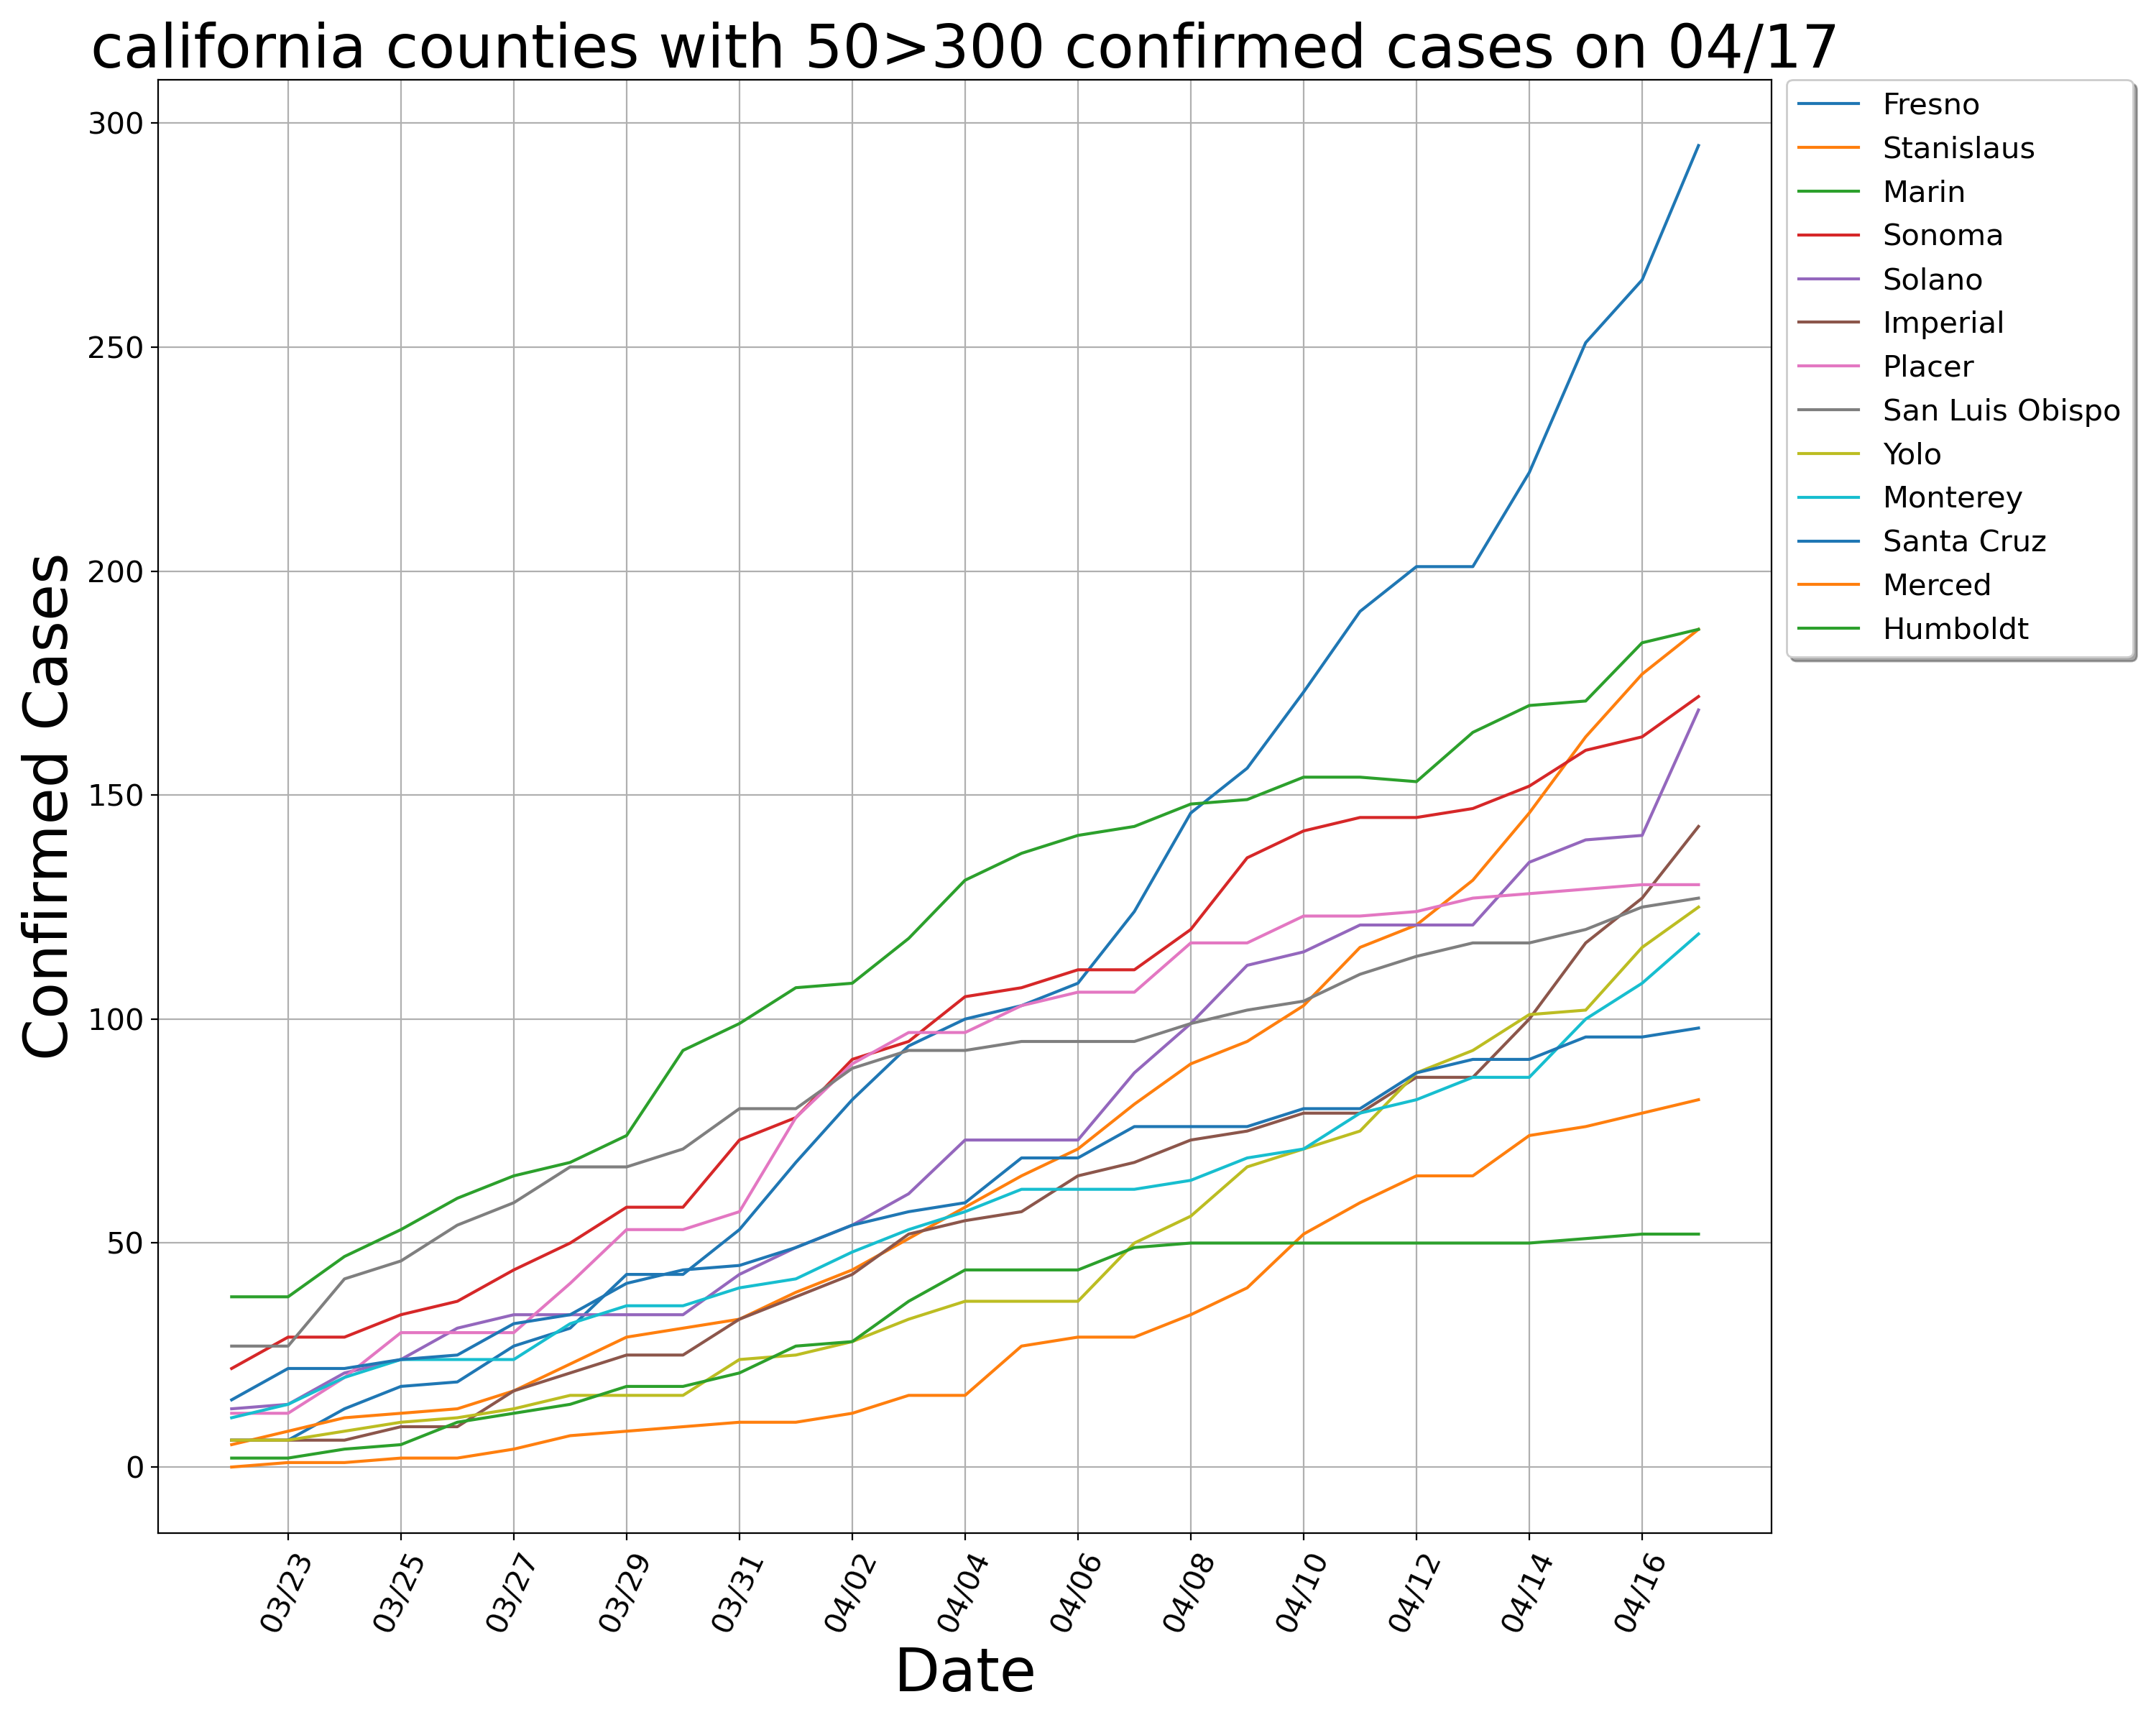 california counties with 50>300 confirmed cases on 04/17
Confirmed Cases
300
250
200
150
100
50
0
03/23
03/25
03/27
03/29
03/31
04/02
04/04
04/06
04/08
04/10
04/12
04/14
04/16
Date
Fresno
Stanislaus
Marin
Sonoma
Solano
Imperial
Placer
San Luis Obispo
Yolo
Monterey
Santa Cruz
Merced
Humboldt